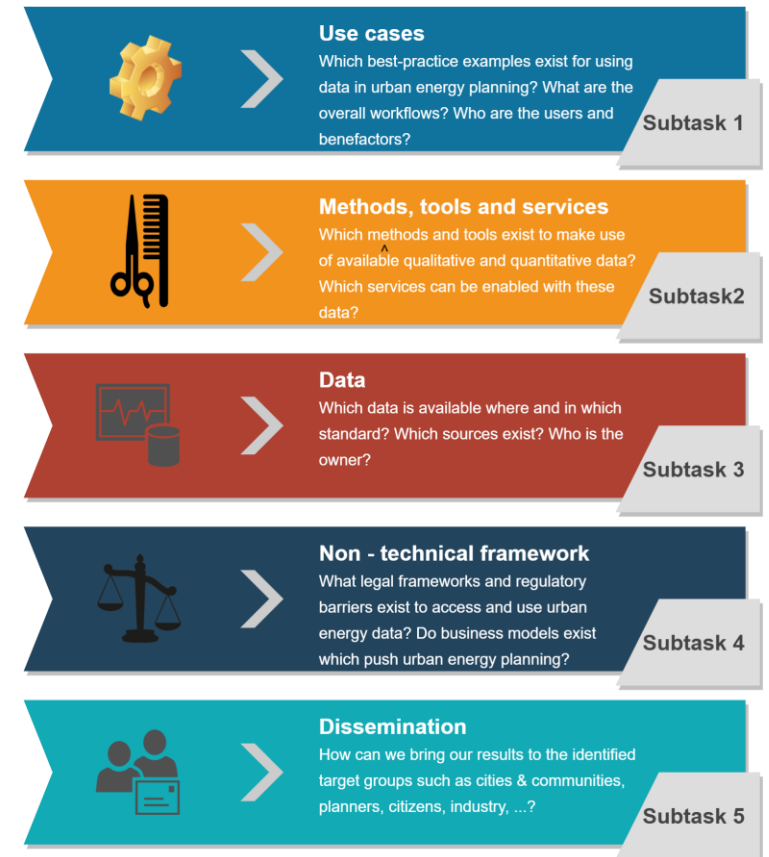 Use cases
Which best-practice examples exist for using
data in urban energy planning? What are the
overall workflows? Who are the users and
benefactors?
Subtask 1
Methods, tools and services
Which methods and tools exist to make use
^
of available qualitative and quantitative data?
Which services can be enabled with these
data?
Subtask2
Data
Which data is available where and in which
standard? Which sources exist? Who is the
owner?
Subtask 3
Non - technical framework
What legal frameworks and regulatory
barriers exist to access and use urban
energy data? Do business models exist
which push urban energy planning?
Subtask 4
Dissemination
How can we bring our results to the identified
target groups such as cities & communities,
planners, citizens, industry, ...?
Subtask 5